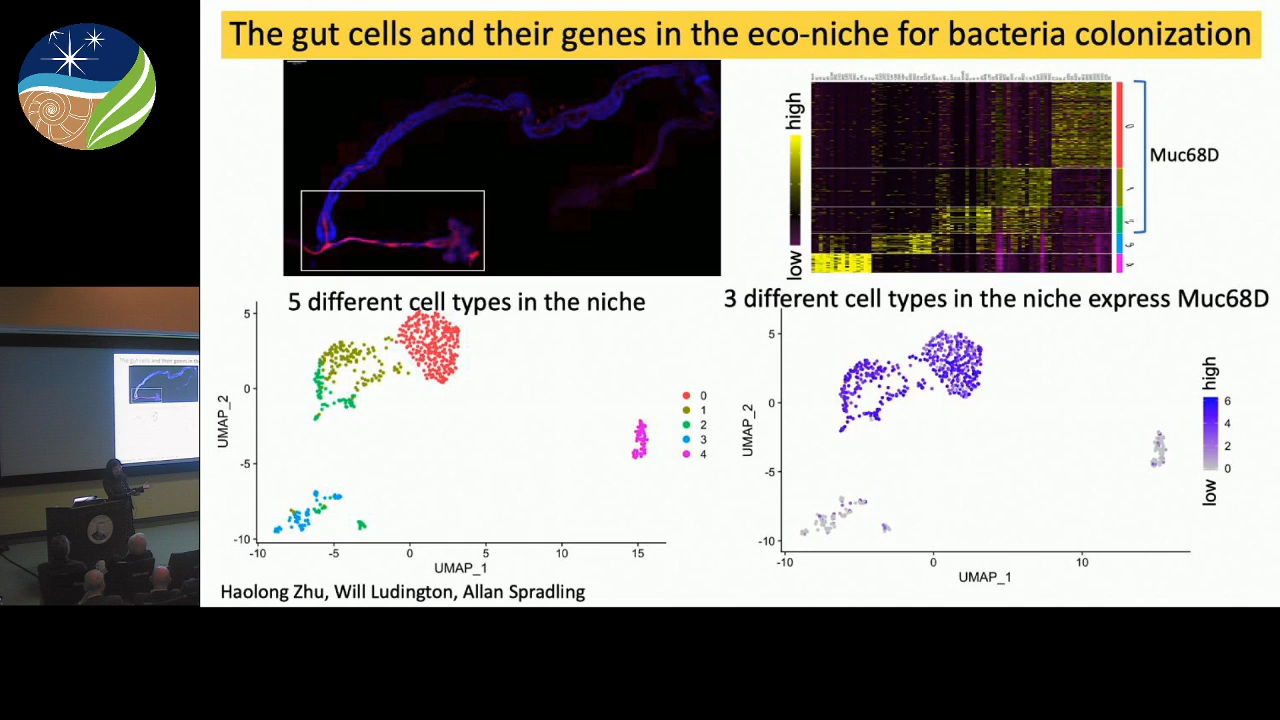 The gut cells and their genes in the eco-niche for bacteria colonization
high
low
Muc68D
5 different cell types in the niche
3 different cell types in the niche express Muc68D
5
0
-5
-10
UMAP_2
-10
-5
0
5
10
15
UMAP_1
0
1
2
3
4
5
0
-5
-10
UMAP_2
-10
0
10
UMAP_1
high
6
4
2
0
low
Haolong Zhu, Will Ludington, Allan Spradling